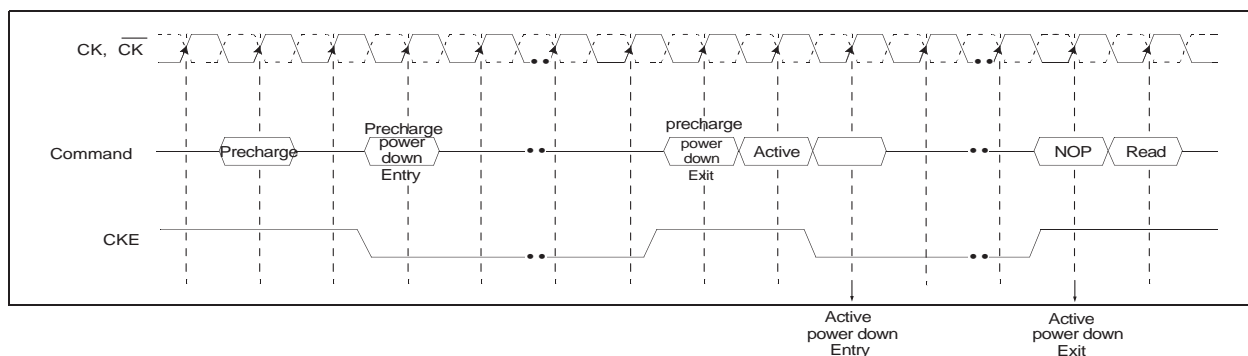 CK, CK
Command
Precharge
Precharge
power
down
Entry
precharge
power
down
Exit
Active
NOP
Read
CKE
Active
power down
Entry
Active
power down
Exit